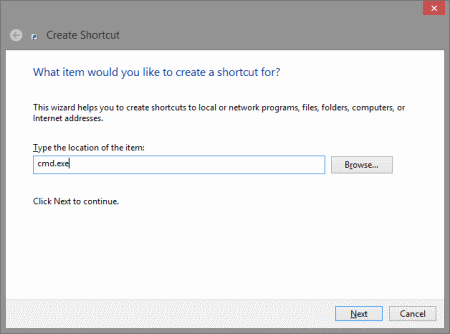 Create Shortcut
What item would you like to create a shortcut for?
This wizard helps you to create shortcuts to local or network programs, files, folders, computers, or
Internet addresses.
Type the location of the item:
cmd.exe
Browse...
Click Next to continue.
Next
Cancel